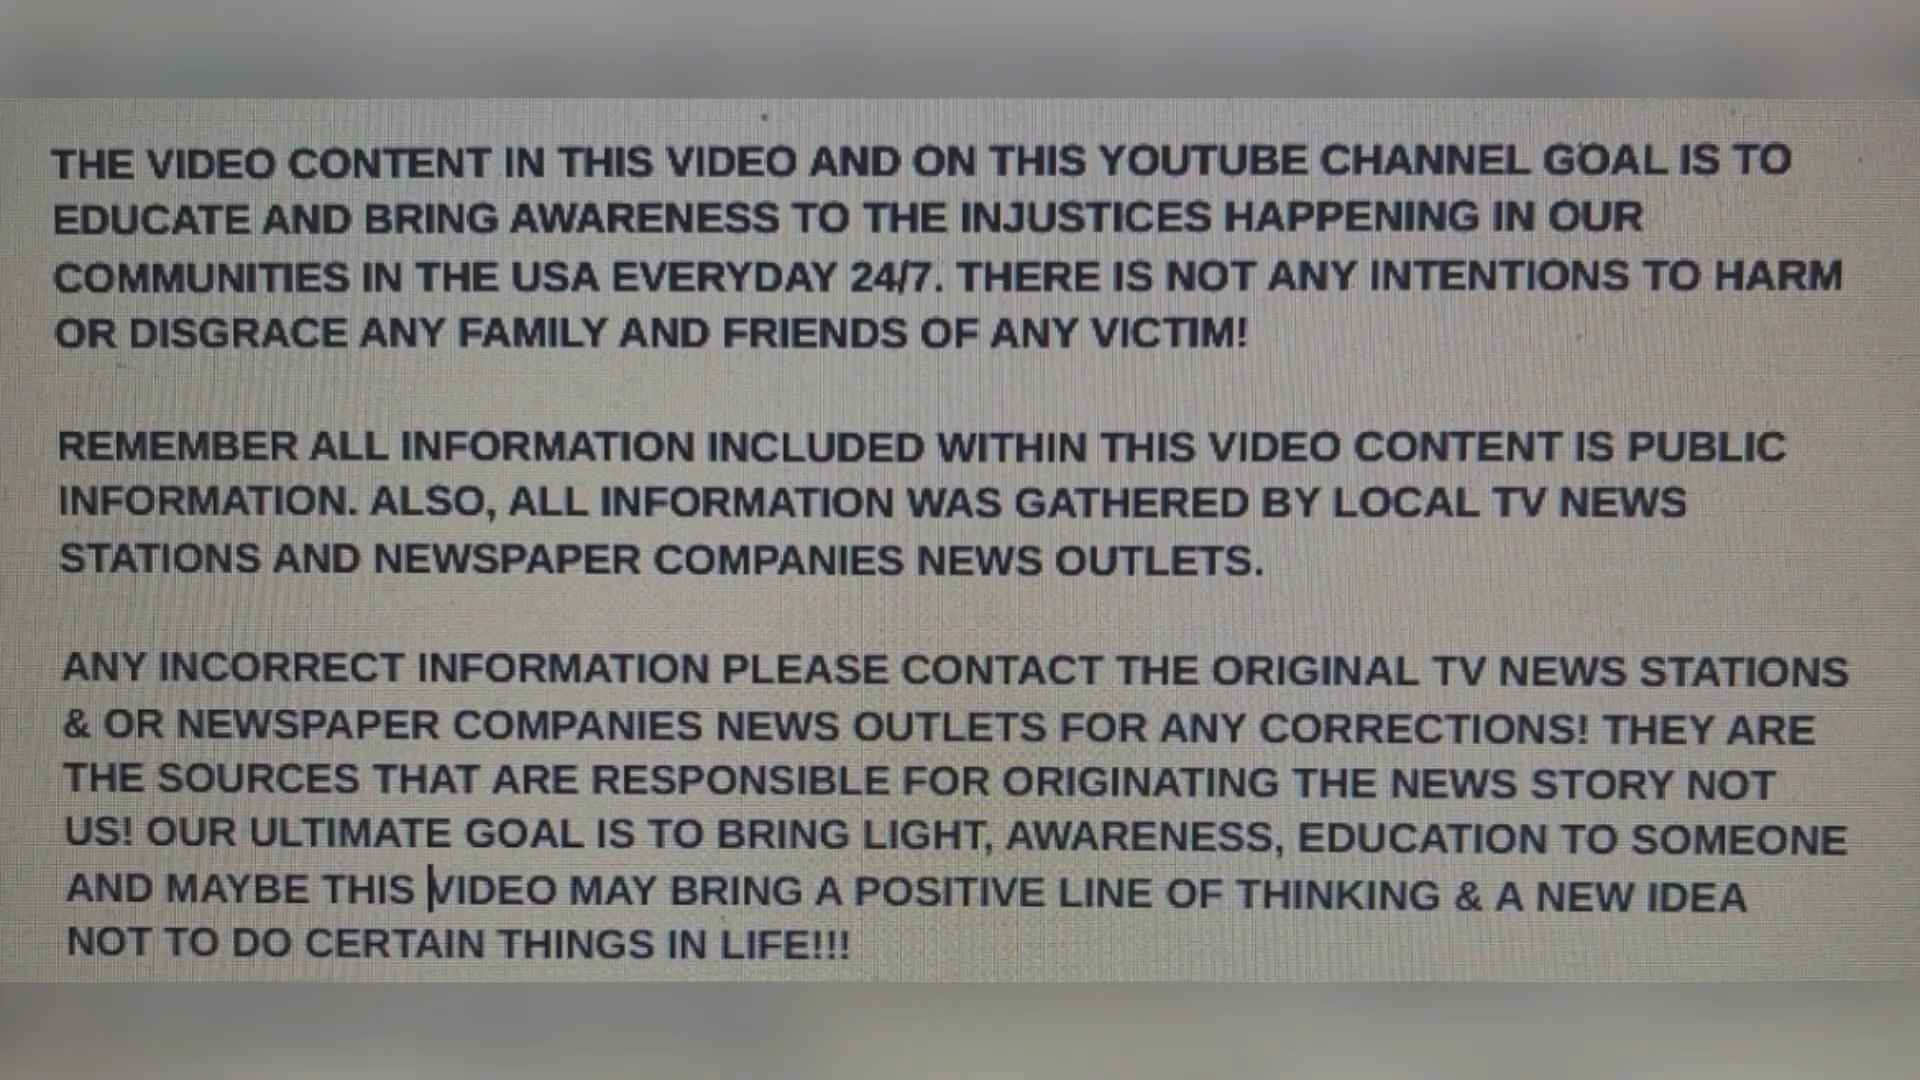 THE VIDEO CONTENT IN THIS VIDEO AND ON THIS YOUTUBE CHANNEL GOAL IS TO
EDUCATE AND BRING AWARENESS TO THE INJUSTICES HAPPENING IN OUR
COMMUNITIES IN THE USA EVERYDAY 24/7. THERE IS NOT ANY INTENTIONS TO HARM
OR DISGRACE ANY FAMILY AND FRIENDS OF ANY VICTIM!
REMEMBER ALL INFORMATION INCLUDED WITHIN THIS VIDEO CONTENT IS PUBLIC
INFORMATION. ALSO, ALL INFORMATION WAS GATHERED BY LOCAL TV NEWS
STATIONS AND NEWSPAPER COMPANIES NEWS OUTLETS.
ANY INCORRECT INFORMATION PLEASE CONTACT THE ORIGINAL TV NEWS STATIONS
& OR NEWSPAPER COMPANIES NEWS OUTLETS FOR ANY CORRECTIONS! THEY ARE
THE SOURCES THAT ARE RESPONSIBLE FOR ORIGINATING THE NEWS STORY NOT
US! OUR ULTIMATE GOAL IS TO BRING LIGHT, AWARENESS, EDUCATION TO SOMEONE
AND MAYBE THIS VIDEO MAY BRING A POSITIVE LINE OF THINKING & A NEW IDEA
NOT TO DO CERTAIN THINGS IN LIFE!!!